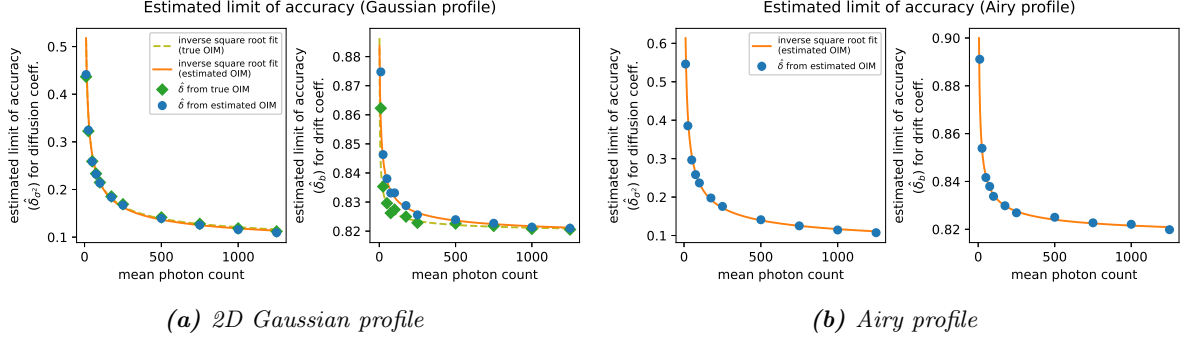 Estimated limit of accuracy (Gaussian profile)
estimated limit of accuracy
(δ̂σ²) for diffusion coeff.
0.5
0.4
0.3
0.2
0.1
inverse square root fit
(true OIM)
inverse square root fit
(estimated OIM)
δ̂ from true OIM
δ̂ from estimated OIM
0
500
1000
mean photon count
estimated limit of accuracy
(δ̂b) for drift coeff.
0.88
0.87
0.86
0.85
0.84
0.83
0.82
0
500
1000
mean photon count
(a) 2D Gaussian profile
Estimated limit of accuracy (Airy profile)
estimated limit of accuracy
(δ̂σ²) for diffusion coeff.
0.6
0.5
0.4
0.3
0.2
0.1
inverse square root fit
(estimated OIM)
δ̂ from estimated OIM
0
500
1000
mean photon count
estimated limit of accuracy
(δ̂b) for drift coeff.
0.90
0.88
0.86
0.84
0.82
0
500
1000
mean photon count
(b) Airy profile